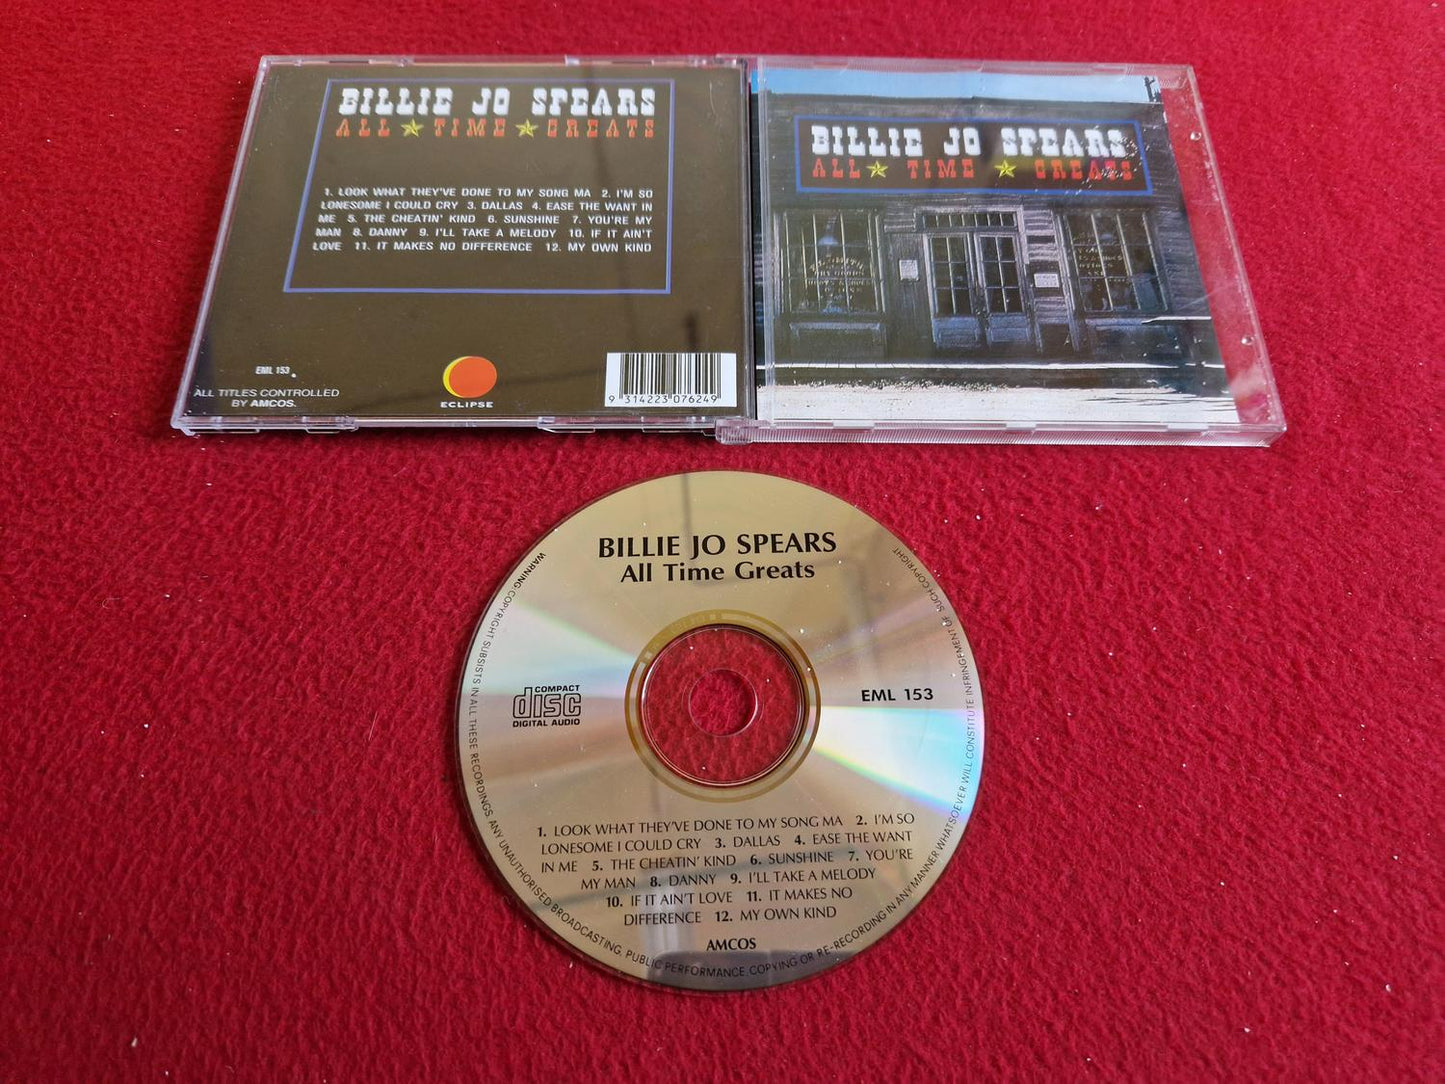 BILLIE JO SPEARS
ALL TIME GREATS
1. LOOK WHAT THEY'VE DONE TO MY SONG MA 2. I'M SO
LONESOME I COULD CRY 3. DALLAS 4. EASE THE WANT IN
ME 5. THE CHEATIN' KIND 6. SUNSHINE 7. YOU'RE MY
MAN 8. DANNY 9. I'LL TAKE A MELODY 10. IF IT AIN'T
LOVE 11. IT MAKES NO DIFFERENCE 12. MY OWN KIND
EML 153
ALL TITLES CONTROLLED
BY AMCOS.
ECLIPSE
9 314223 076249
BILLIE JO SPEARS
ALL TIME GREATS
BILLIE JO SPEARS
All Time Greats
COMPACT
disc
DIGITAL AUDIO
EML 153
1. LOOK WHAT THEY'VE DONE TO MY SONG MA 2. I'M SO
LONESOME I COULD CRY 3. DALLAS 4. EASE THE WANT
IN ME 5. THE CHEATIN' KIND 6. SUNSHINE 7. YOU'RE
MY MAN 8. DANNY 9. I'LL TAKE A MELODY
10. IF IT AIN'T LOVE 11. IT MAKES NO
DIFFERENCE 12. MY OWN KIND
AMCOS
WARNING COPYRIGHT SUBSISTS IN ALL THESE RECORDINGS. ANY UNAUTHORISED BROADCASTING, PUBLIC PERFORMANCE, COPYING OR RE-RECORDING IN ANY MANNER WHATSOEVER WILL CONSTITUTE INFRINGEMENT OF SUCH COPYRIGHT